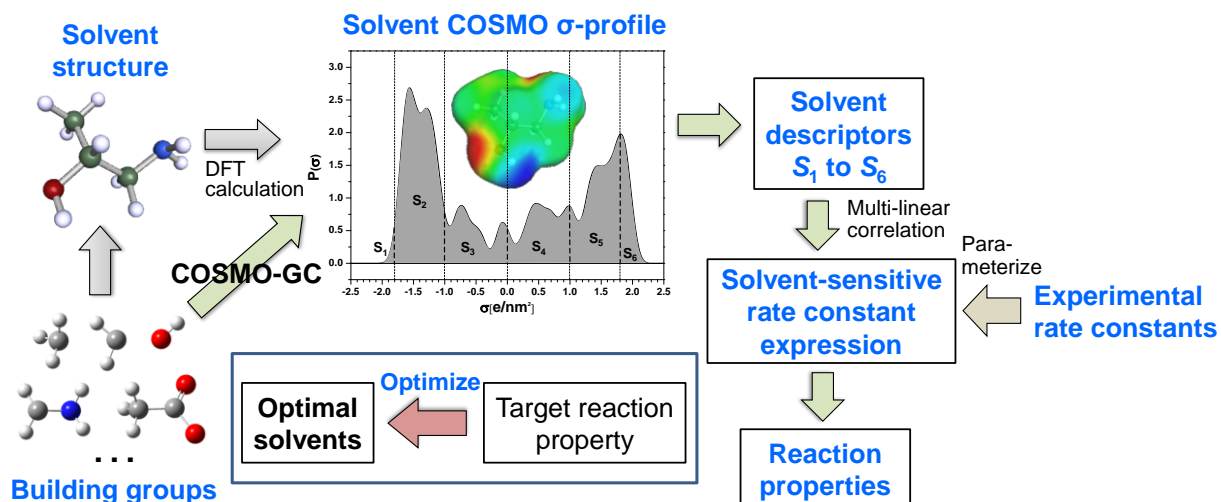 Solvent
structure
DFT
calculation
COSMO-GC
Building groups
. . .
Solvent COSMO σ-profile
P(σ)
3.0
2.5
2.0
1.5
1.0
0.5
0.0
S1
S2
S3
S4
S5
S6
-2.5 -2.0 -1.5 -1.0 -0.5 0.0 0.5 1.0 1.5 2.0 2.5
σ[e/nm²]
Solvent
descriptors
S1 to S6
Multi-linear
correlation
Solvent-sensitive
rate constant
expression
Para-
meterize
Experimental
rate constants
Reaction
properties
Target reaction
property
Optimize
Optimal
solvents